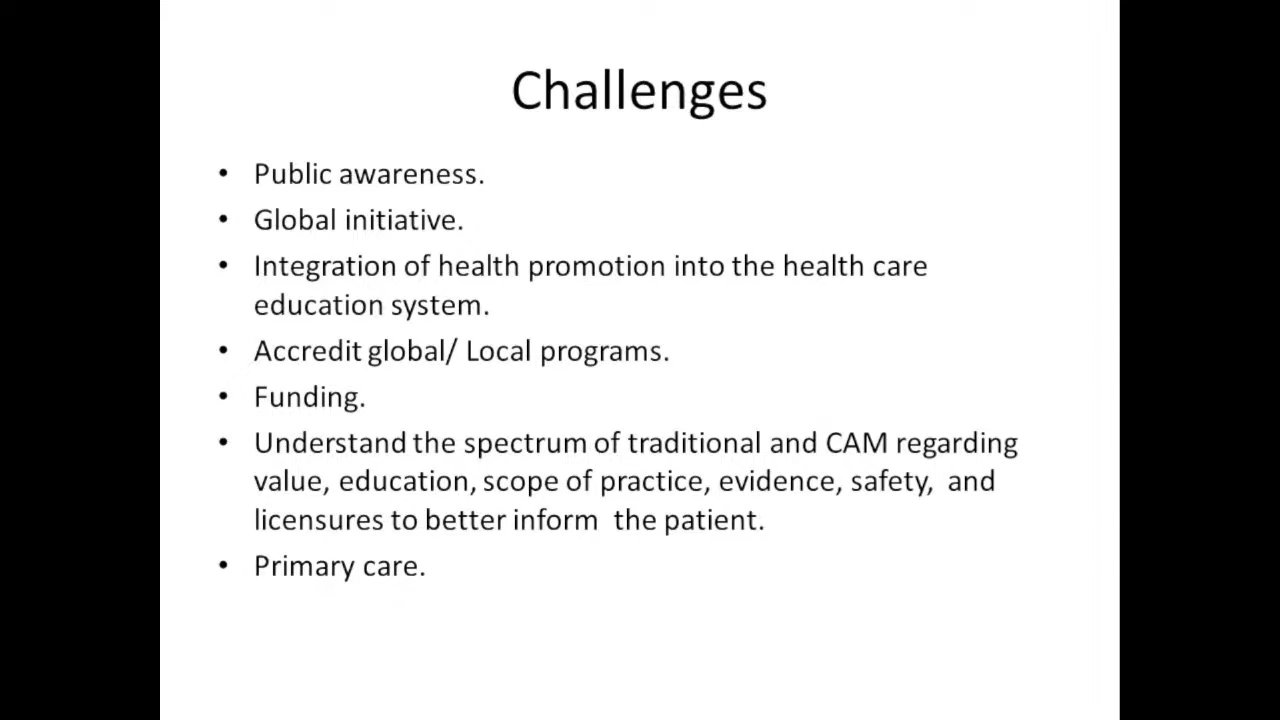 Challenges
• Public awareness.
• Global initiative.
• Integration of health promotion into the health care
education system.
• Accredit global/ Local programs.
• Funding.
• Understand the spectrum of traditional and CAM regarding
value, education, scope of practice, evidence, safety,  and
licensures to better inform  the patient.
• Primary care.